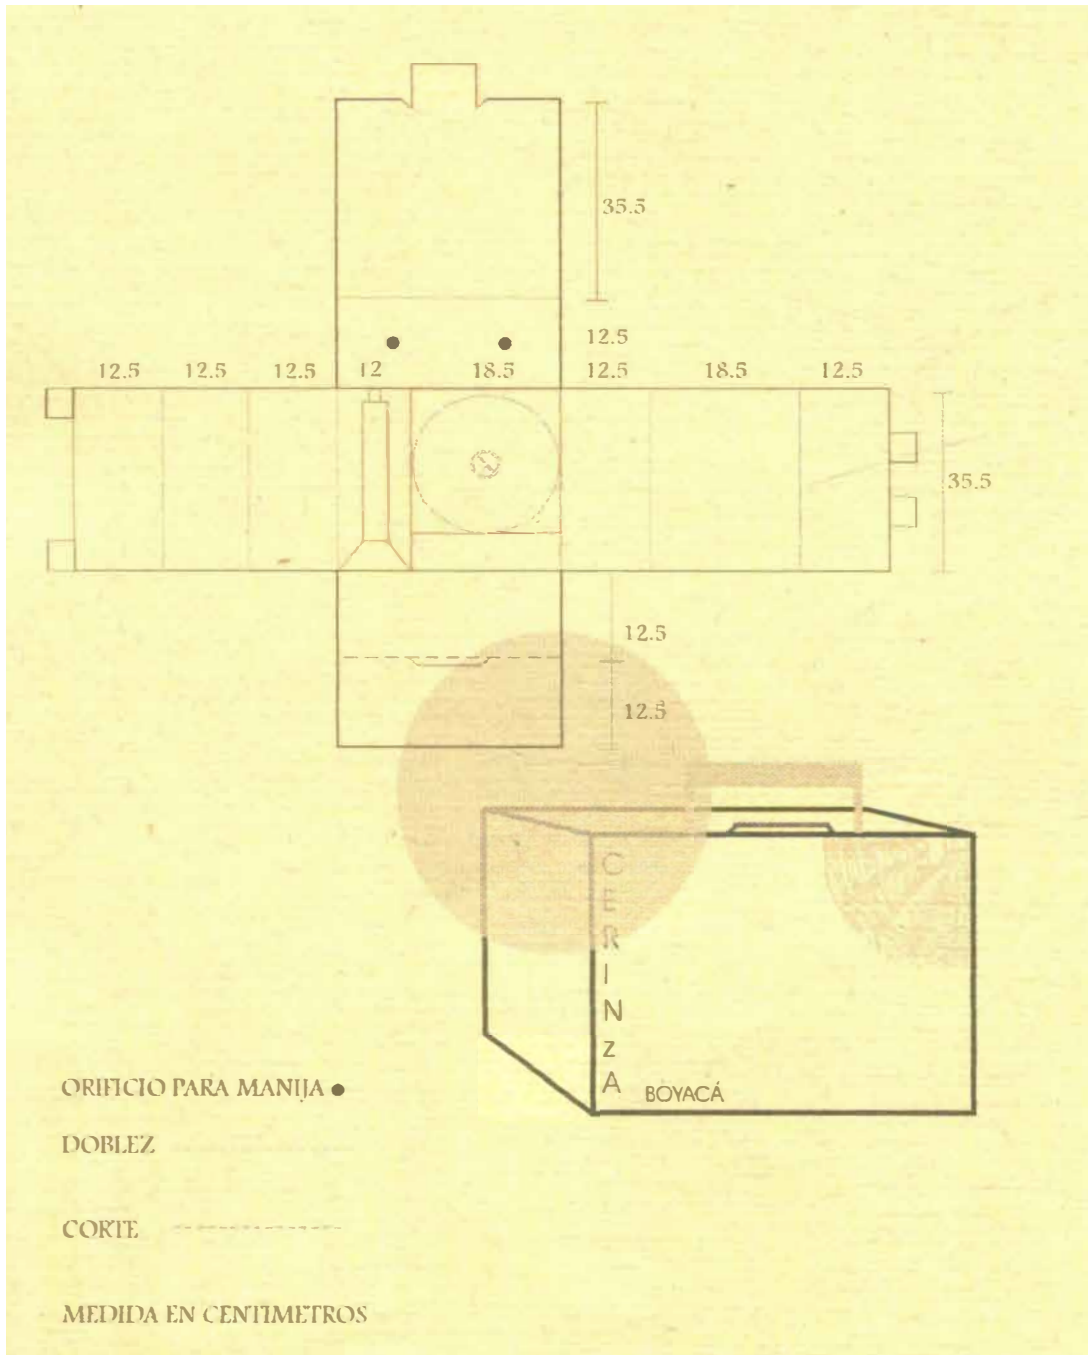 35.5
12.5
12.5 12.5 12.5 12 18.5 12.5 18.5 12.5
35.5
12.5
12.5
C
E
R
I
N
z
A
BOYACÁ
ORIFICIO PARA MANIJA
DOBLEZ
CORTE
MEDIDA EN CENTIMETROS